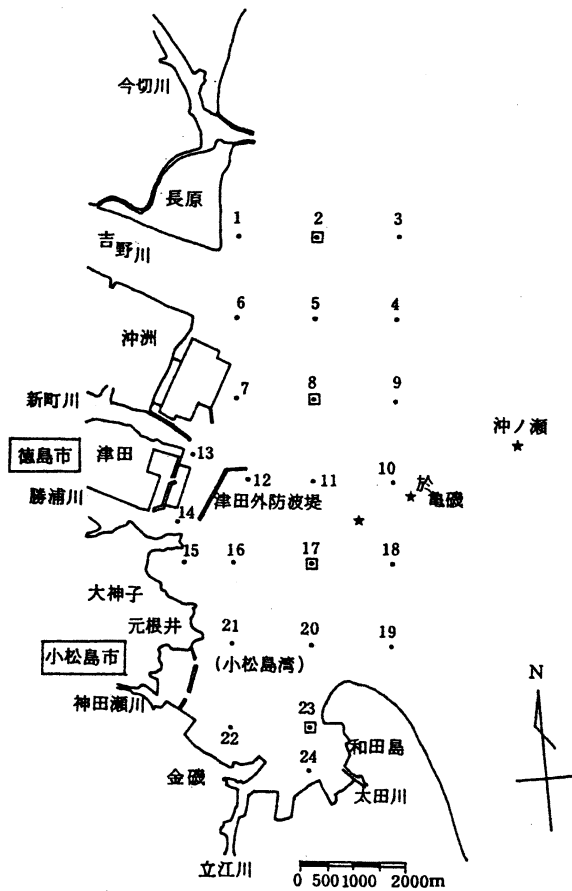 今切川
長原
1
2
3
吉野川
6
5
4
沖洲
7
8
9
新町川
沖ノ瀬
徳島市
津田
13
勝浦川
12
11
10
於亀磯
津田外防波堤
14
15
16
17
18
大神子
元根井
21
20
19
小松島市
(小松島湾)
神田瀬川
22
23
和田島
24
金磯
太田川
立江川
N
0 500 1000 2000m